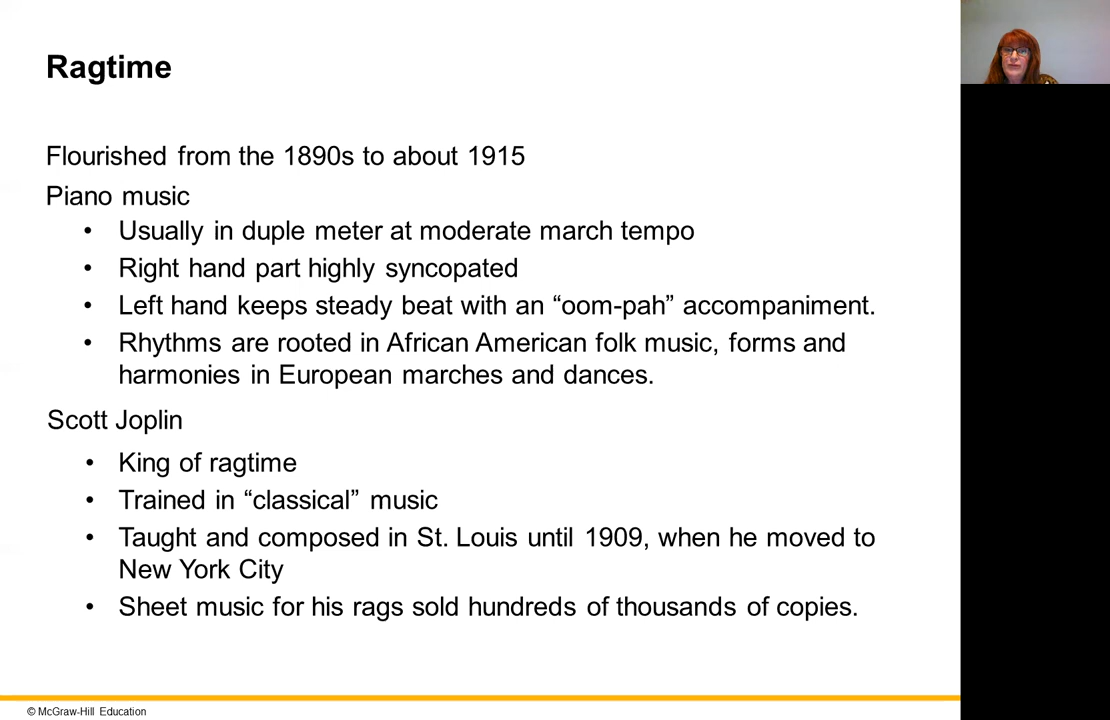 Ragtime
Flourished from the 1890s to about 1915
Piano music
• Usually in duple meter at moderate march tempo
• Right hand part highly syncopated
• Left hand keeps steady beat with an “oom-pah” accompaniment.
• Rhythms are rooted in African American folk music, forms and
harmonies in European marches and dances.
Scott Joplin
• King of ragtime
• Trained in “classical” music
• Taught and composed in St. Louis until 1909, when he moved to
New York City
• Sheet music for his rags sold hundreds of thousands of copies.
© McGraw-Hill Education